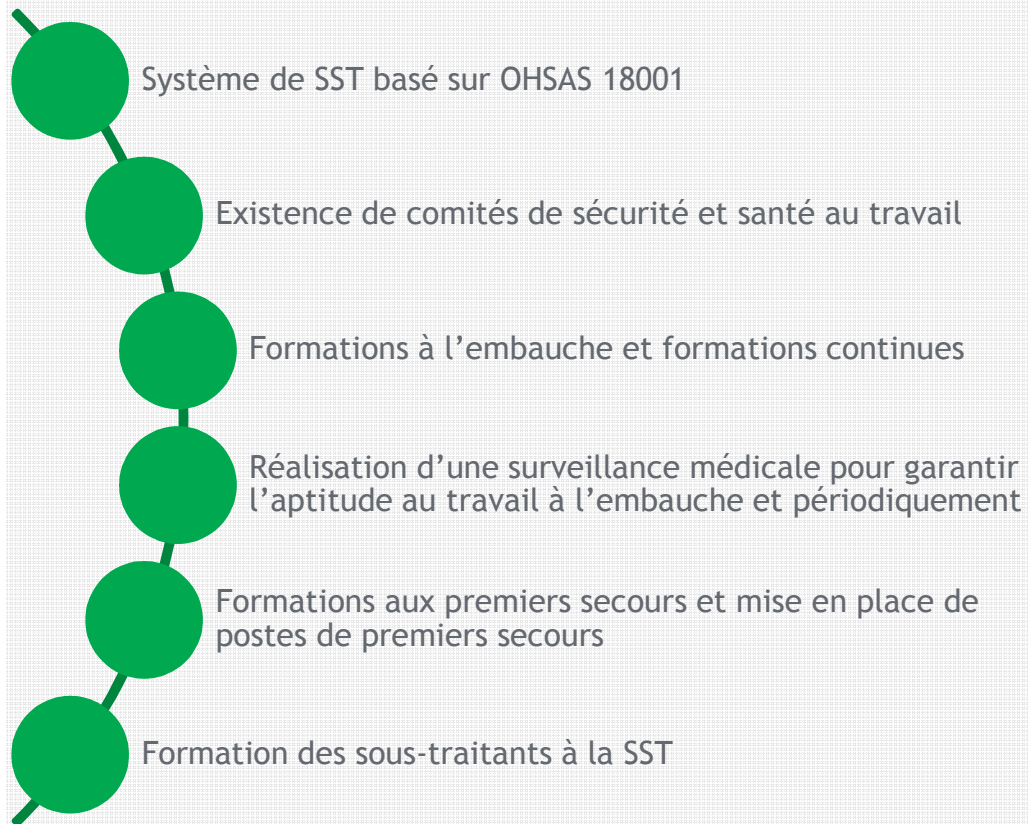 Système de SST basé sur OHSAS 18001
Existence de comités de sécurité et santé au travail
Formations à l’embauche et formations continues
Réalisation d’une surveillance médicale pour garantir
l’aptitude au travail à l’embauche et périodiquement
Formations aux premiers secours et mise en place de
postes de premiers secours
Formation des sous-traitants à la SST